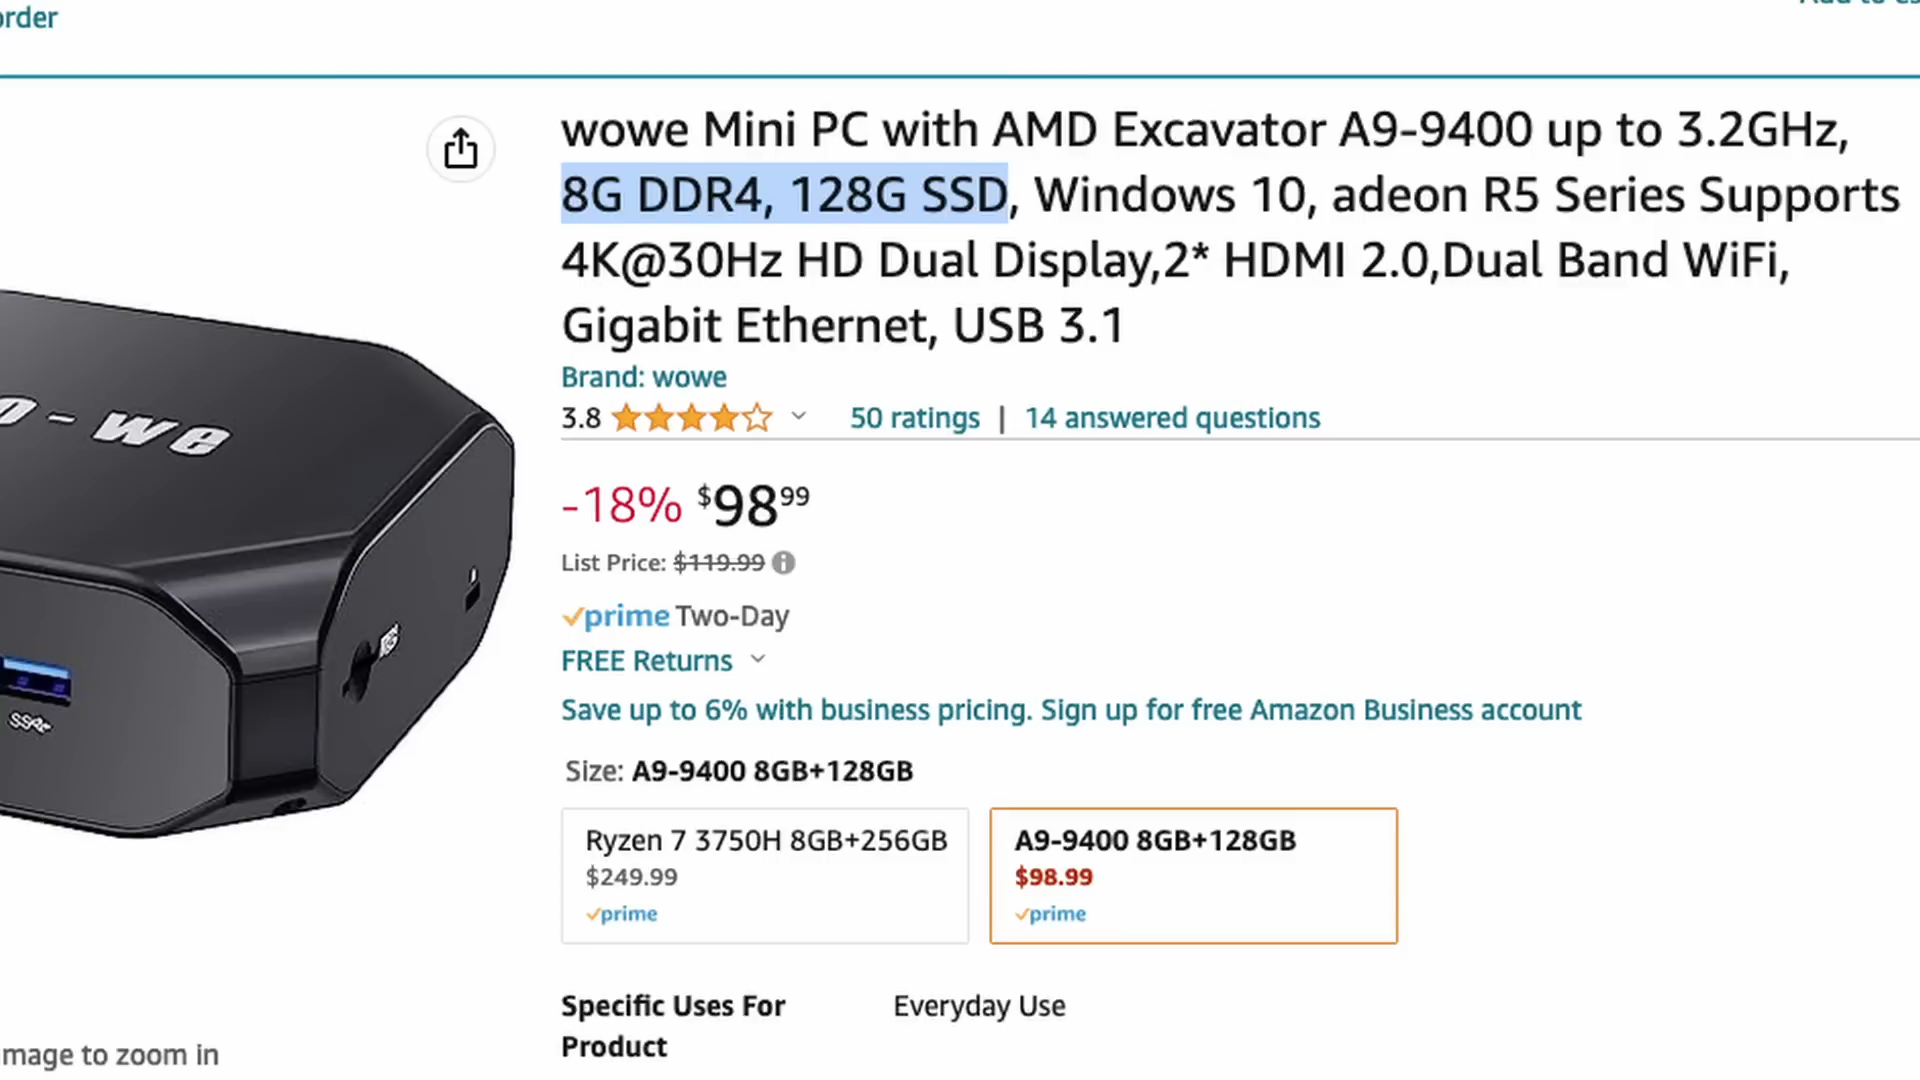 order
wowe Mini PC with AMD Excavator A9-9400 up to 3.2GHz,
8G DDR4, 128G SSD, Windows 10, adeon R5 Series Supports
4K@30Hz HD Dual Display,2* HDMI 2.0,Dual Band WiFi,
Gigabit Ethernet, USB 3.1
Brand: wowe
3.8 50 ratings | 14 answered questions
o-we
-18% $98.99
List Price: $119.99
prime Two-Day
FREE Returns
Save up to 6% with business pricing. Sign up for free Amazon Business account
Size: A9-9400 8GB+128GB
Ryzen 7 3750H 8GB+256GB
$249.99
prime
A9-9400 8GB+128GB
$98.99
prime
Specific Uses For Everyday Use
Product
mage to zoom in